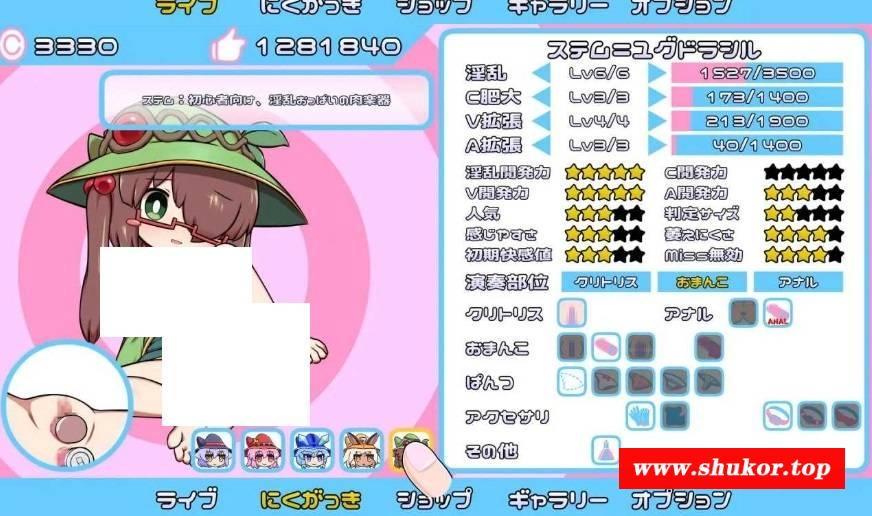 ライブ にくがっき ショップ ギャラリー オプション
C 3330 1281840
ステム：初心者向け、淫乱おっぱいの肉楽器
ステム＝ユグドラシル
淫乱 Lv6/6 1527/3500
C肥大 Lv3/3 173/1400
V拡張 Lv4/4 213/1900
A拡張 Lv3/3 40/1400
淫乱開発力 ★★★★★ C開発力 ★★★★★
V開発力 ★★★★★ A開発力 ★★★★★
人気 ★★★★★ 判定サイズ ★★★★★
感じやすさ ★★★★★ 萎えにくさ ★★★★★
初期快感値 ★★★★★ Miss無効 ★★★★★
演奏部位 クリトリス おまんこ アナル
クリトリス アナル ANAL
おまんこ
ぱんつ
アクセサリ
その他
www.shukor.top
ライブ にくがっき ショップ ギャラリー オプション